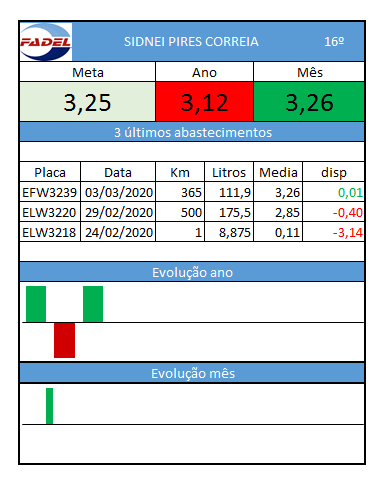 FADEL SIDNEI PIRES CORREIA 16º
Meta Ano Mês
3,25 3,12 3,26
3 últimos abastecimentos
Placa Data Km Litros Media disp
EFW3239 03/03/2020 365 111,9 3,26 0,01
ELW3220 29/02/2020 500 175,5 2,85 -0,40
ELW3218 24/02/2020 1 8,875 0,11 -3,14
Evolução ano
Evolução mês